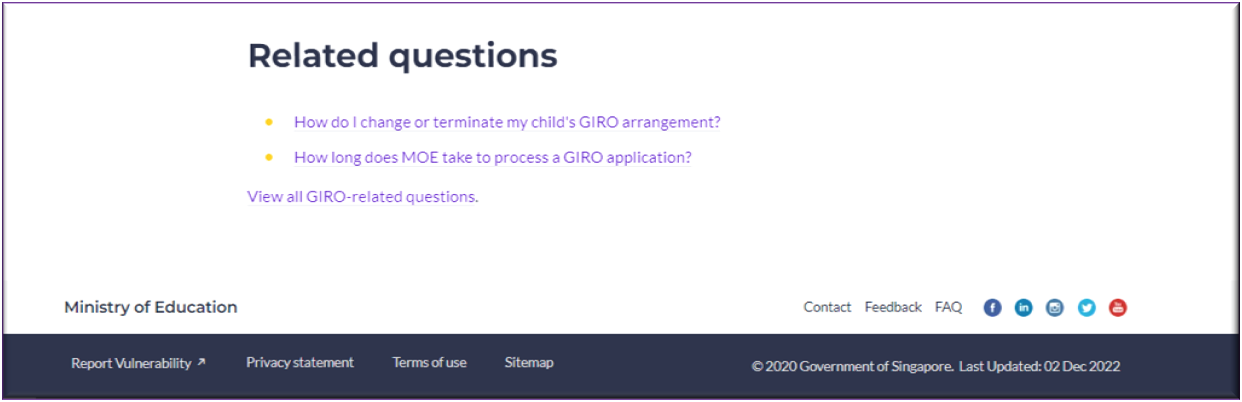 Related questions
How do I change or terminate my child's GIRO arrangement?
How long does MOE take to process a GIRO application?
View all GIRO-related questions.
Ministry of Education
Contact Feedback FAQ
Report Vulnerability ↗ Privacy statement Terms of use Sitemap
© 2020 Government of Singapore. Last Updated: 02 Dec 2022